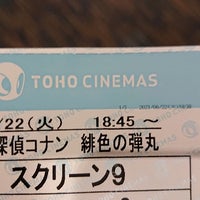 TOHO CINEMAS
/22(火) 18:45 ~
探偵コナン 緋色の弾丸
スクリーン9